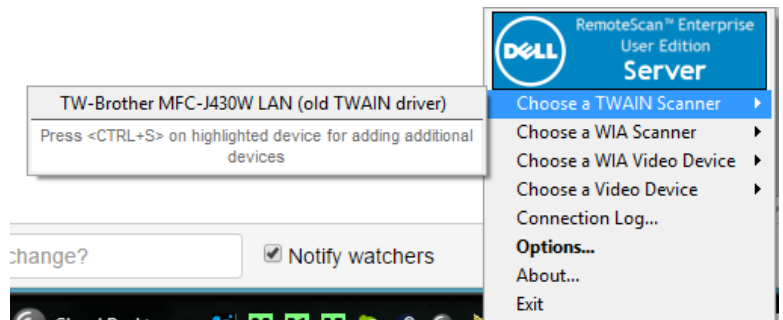 RemoteScan™ Enterprise
User Edition
Server
DELL
TW-Brother MFC-J430W LAN (old TWAIN driver)
Press <CTRL+S> on highlighted device for adding additional
devices
Choose a TWAIN Scanner
Choose a WIA Scanner
Choose a WIA Video Device
Choose a Video Device
Connection Log...
Options...
About...
Exit
change?
Notify watchers